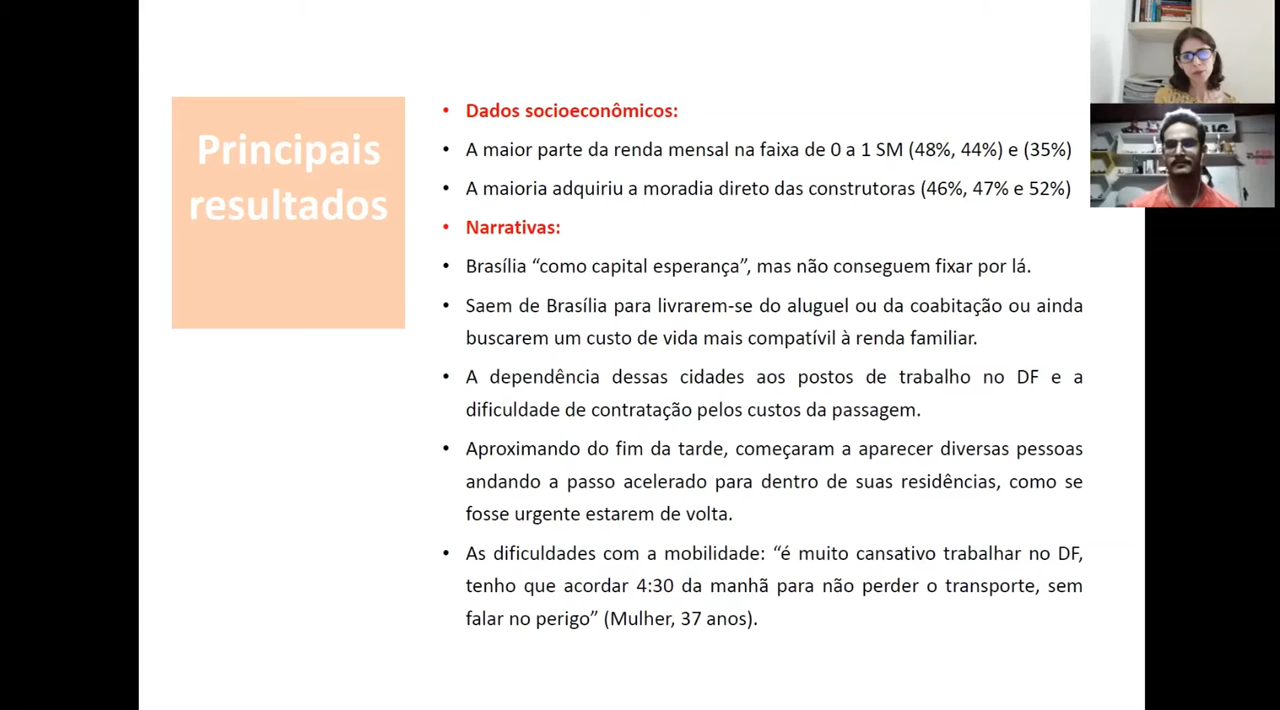 Principais
resultados
• Dados socioeconômicos:
• A maior parte da renda mensal na faixa de 0 a 1 SM (48%, 44%) e (35%)
• A maioria adquiriu a moradia direto das construtoras (46%, 47% e 52%)
• Narrativas:
• Brasília “como capital esperança”, mas não conseguem fixar por lá.
• Saem de Brasília para livrarem-se do aluguel ou da coabitação ou ainda
buscarem um custo de vida mais compatívil à renda familiar.
• A dependência dessas cidades aos postos de trabalho no DF e a
dificuldade de contratação pelos custos da passagem.
• Aproximando do fim da tarde, começaram a aparecer diversas pessoas
andando a passo acelerado para dentro de suas residências, como se
fosse urgente estarem de volta.
• As dificuldades com a mobilidade: “é muito cansativo trabalhar no DF,
tenho que acordar 4:30 da manhã para não perder o transporte, sem
falar no perigo” (Mulher, 37 anos).